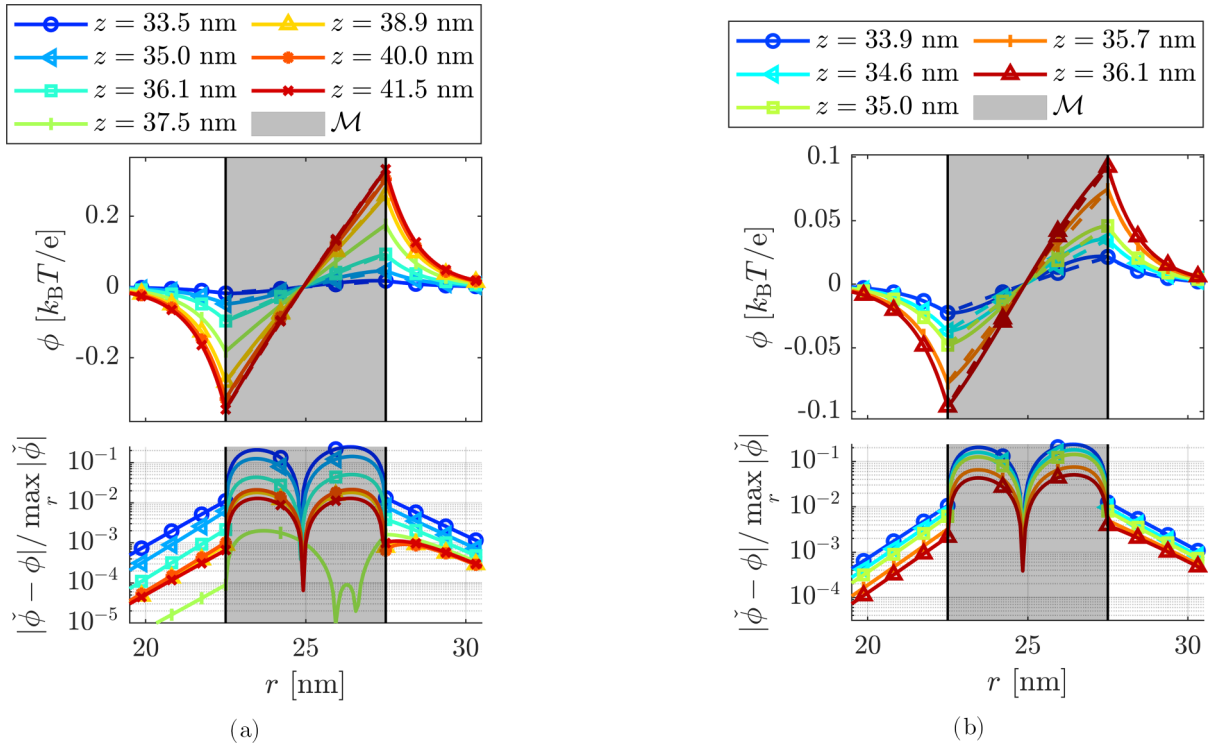 z = 33.5 nm
z = 38.9 nm
z = 35.0 nm
z = 40.0 nm
z = 36.1 nm
z = 41.5 nm
z = 37.5 nm
ℳ
0.2
0
-0.2
ϕ [k_B T/e]
10^{-1}
10^{-2}
10^{-3}
10^{-4}
10^{-5}
|ϕ̌ − ϕ| / max_r |ϕ̌|
20
25
30
r [nm]
(a)
z = 33.9 nm
z = 35.7 nm
z = 34.6 nm
z = 36.1 nm
z = 35.0 nm
ℳ
0.1
0.05
0
-0.05
-0.1
ϕ [k_B T/e]
10^{-1}
10^{-2}
10^{-3}
10^{-4}
|ϕ̌ − ϕ| / max_r |ϕ̌|
20
25
30
r [nm]
(b)